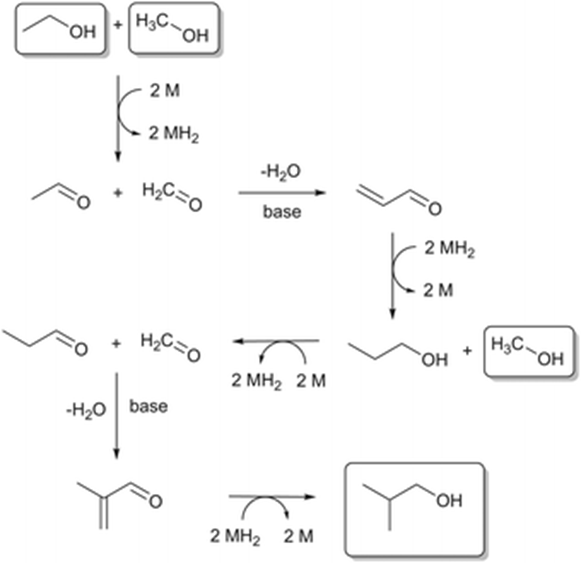 OH + H₃C OH
2 M
2 MH₂
O + H₂C O
-H₂O
base
O
2 MH₂
2 M
O + H₂C O
2 MH₂ 2 M
OH + H₃C OH
-H₂O base
O
2 MH₂ 2 M
OH